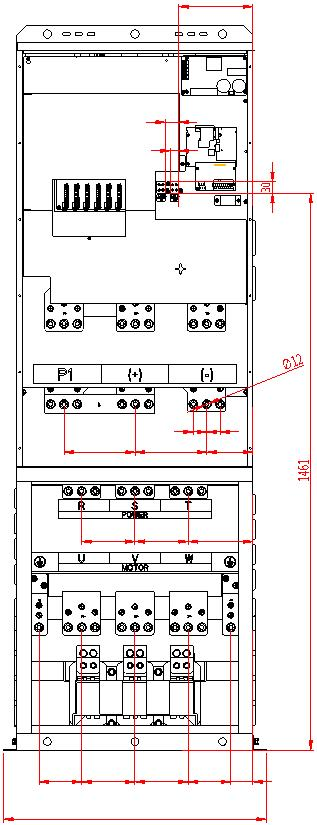 30
P1 (+) (-)
Ø12
1461
R S T
POWER
U V W
MOTOR